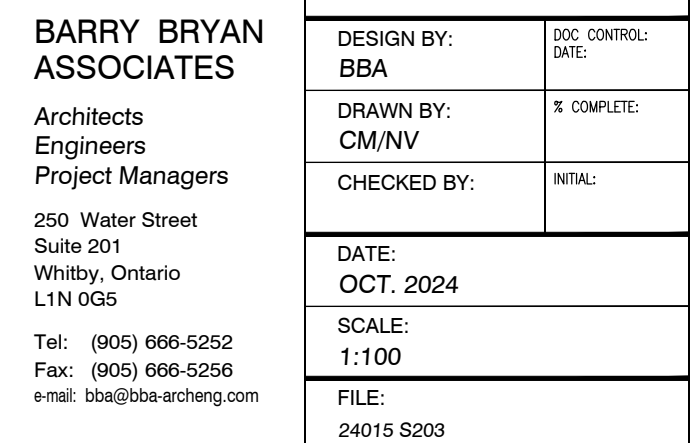 BARRY BRYAN
ASSOCIATES
Architects
Engineers
Project Managers
250 Water Street
Suite 201
Whitby, Ontario
L1N 0G5
Tel: (905) 666-5252
Fax: (905) 666-5256
e-mail: bba@bba-archeng.com
DESIGN BY:
BBA
DOC CONTROL:
DATE:
DRAWN BY:
CM/NV
% COMPLETE:
CHECKED BY:
INITIAL:
DATE:
OCT. 2024
SCALE:
1:100
FILE:
24015 S203